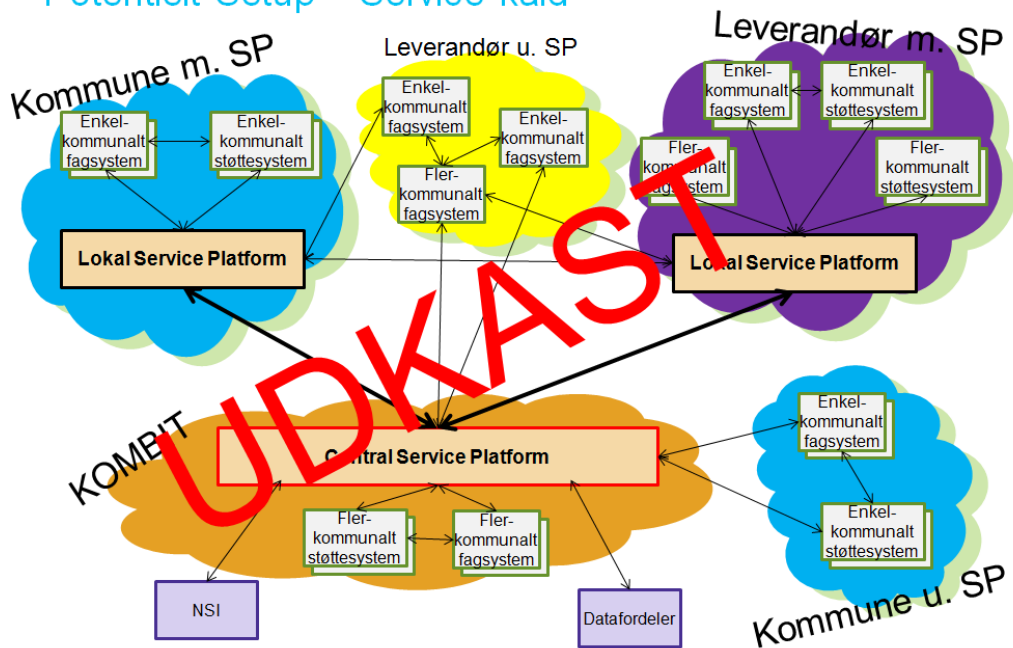 Potentielt Setup - Service kald
Kommune m. SP
Enkel-
kommunalt
fagsystem
Enkel-
kommunalt
støttesystem
Lokal Service Platform
Leverandør u. SP
Enkel-
kommunalt
fagsystem
Enkel-
kommunalt
fagsystem
Fler-
kommunalt
fagsystem
Leverandør m. SP
Enkel-
kommunalt
fagsystem
Enkel-
kommunalt
støttesystem
Fler-
kommunalt
fagsystem
Fler-
kommunalt
støttesystem
Lokal Service Platform
UDKAST
KOMBIT
Central Service Platform
Fler-
kommunalt
støttesystem
Fler-
kommunalt
fagsystem
NSI
Datafordeler
Enkel-
kommunalt
fagsystem
Enkel-
kommunalt
støttesystem
Kommune u. SP